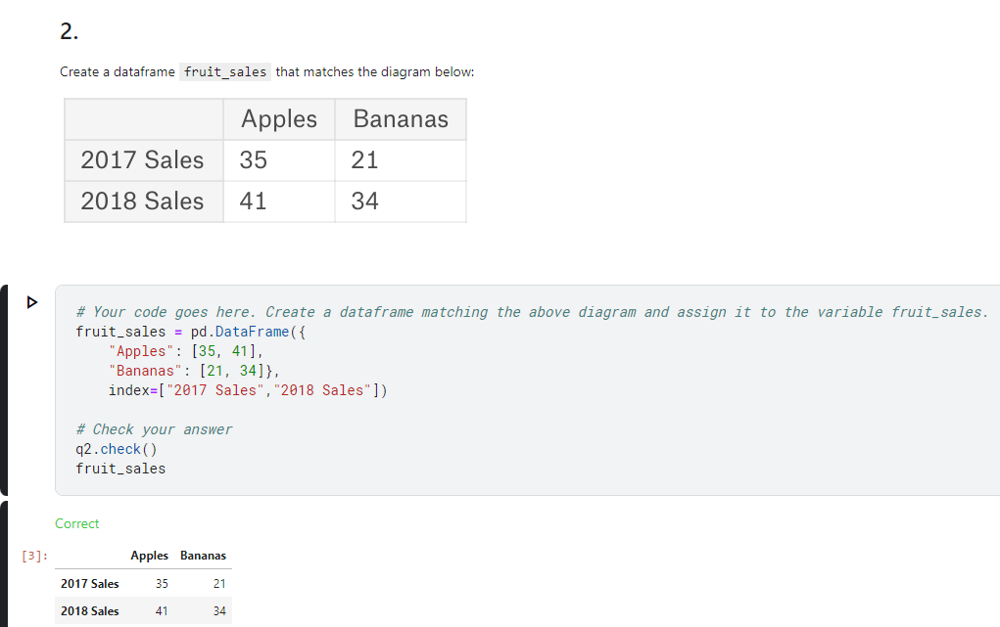 2.
Create a dataframe fruit_sales that matches the diagram below:
Apples Bananas
2017 Sales 35 21
2018 Sales 41 34
# Your code goes here. Create a dataframe matching the above diagram and assign it to the variable fruit_sales.
fruit_sales = pd.DataFrame({
    "Apples": [35, 41],
    "Bananas": [21, 34]},
    index=["2017 Sales","2018 Sales"])
# Check your answer
q2.check()
fruit_sales
Correct
[3]: Apples Bananas
2017 Sales 35 21
2018 Sales 41 34